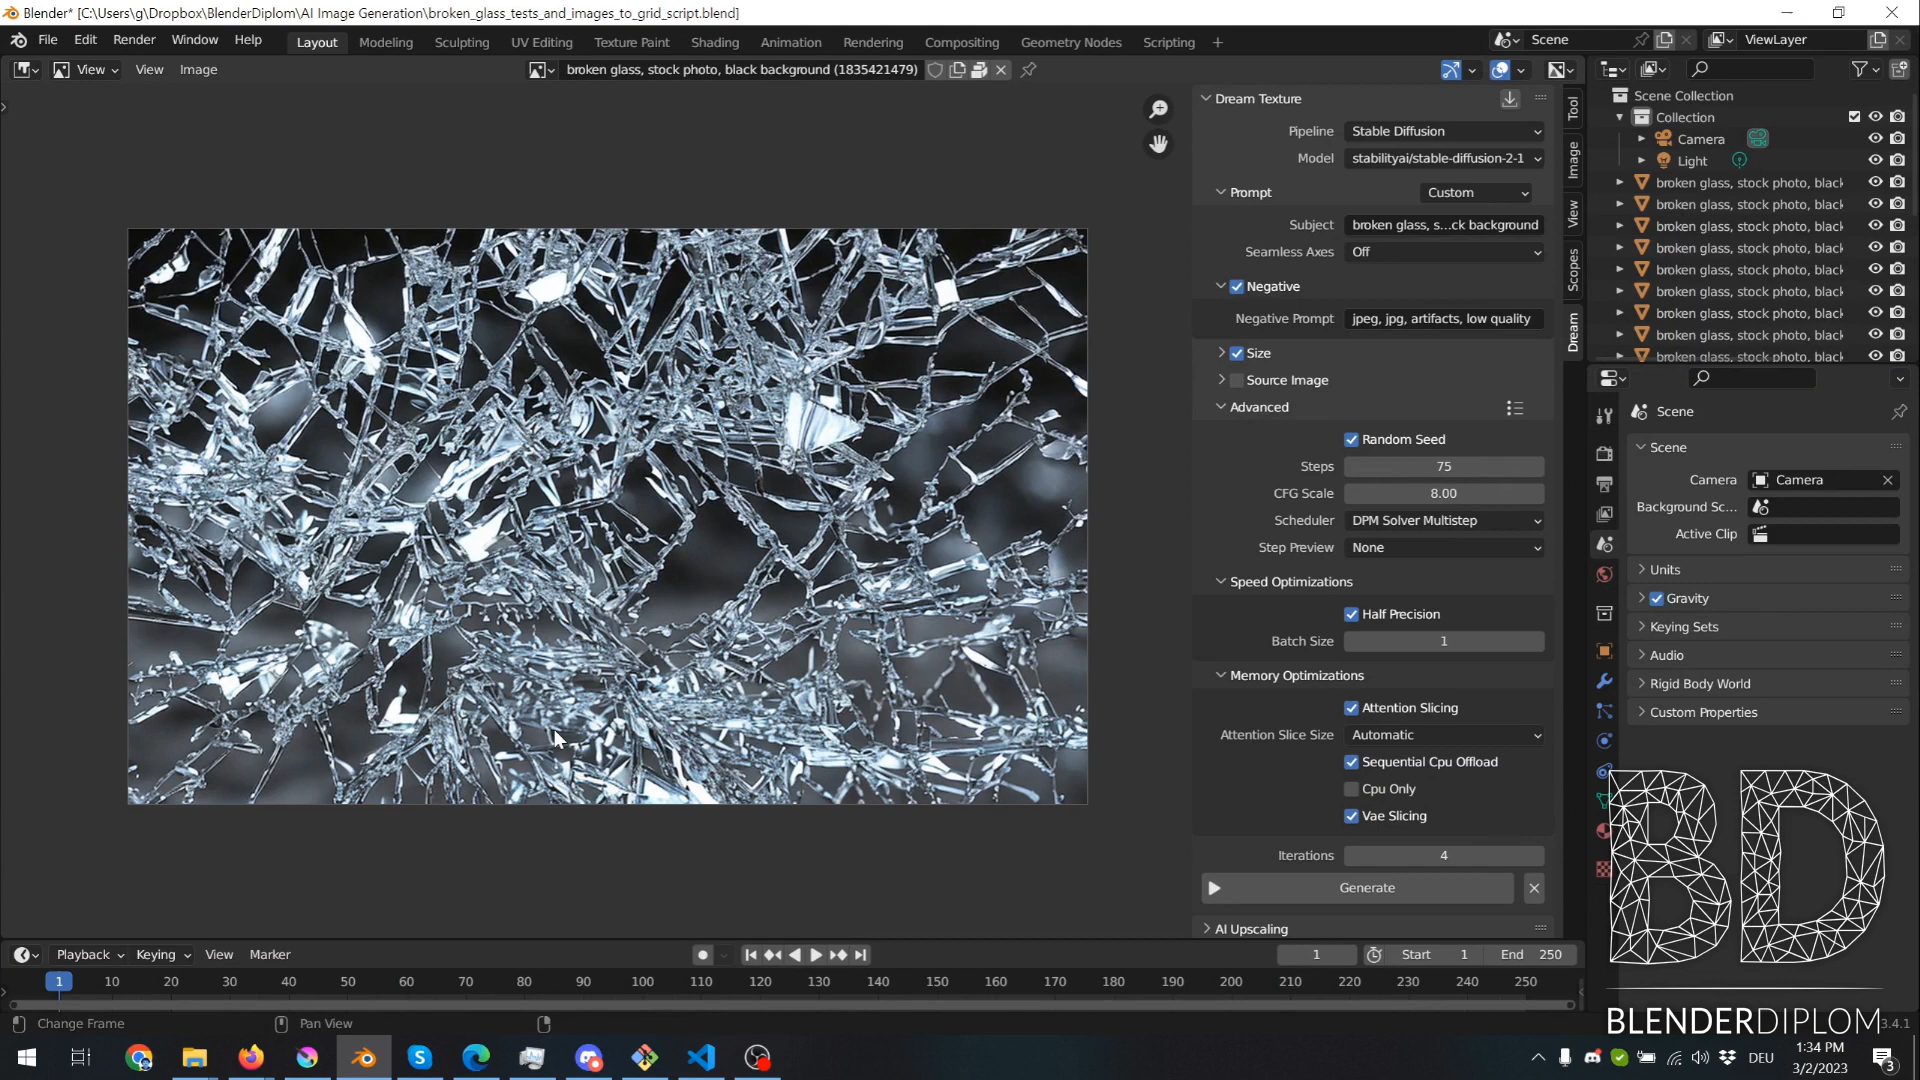 Blender* [C:\Users\g\Dropbox\BlenderDiplom\AI Image Generation\broken_glass_tests_and_images_to_grid_script.blend]
File Edit Render Window Help Layout Modeling Sculpting UV Editing Texture Paint Shading Animation Rendering Compositing Geometry Nodes Scripting + Scene ViewLayer
View View Image broken glass, stock photo, black background (1835421479)
Dream Texture
Pipeline Stable Diffusion
Model stabilityai/stable-diffusion-2-1
Prompt Custom
Subject broken glass, s...ck background
Seamless Axes Off
Negative
Negative Prompt jpeg, jpg, artifacts, low quality
Size
Source Image
Advanced
Random Seed
Steps 75
CFG Scale 8.00
Scheduler DPM Solver Multistep
Step Preview None
Speed Optimizations
Half Precision
Batch Size 1
Memory Optimizations
Attention Slicing
Attention Slice Size Automatic
Sequential Cpu Offload
Cpu Only
Vae Slicing
Iterations 4
Generate
AI Upscaling
Tool
Image
View
Scopes
Dream
Scene Collection
Collection
Camera
Light
broken glass, stock photo, black
broken glass, stock photo, black
broken glass, stock photo, black
broken glass, stock photo, black
broken glass, stock photo, black
broken glass, stock photo, black
broken glass, stock photo, black
broken glass, stock photo, black
broken glass, stock photo, black
Scene
Scene
Camera Camera
Background Sc...
Active Clip
Units
Gravity
Keying Sets
Audio
Rigid Body World
Custom Properties
BD
BLENDERDIPLOM
3.4.1
Playback Keying View Marker 1 Start 1 End 250
1 10 20 30 40 50 60 70 80 90 100 110 120 130 140 150 160 170 180 190 200 210 220 230 240 250
Change Frame Pan View
DEU
1:34 PM
3/2/2023
3